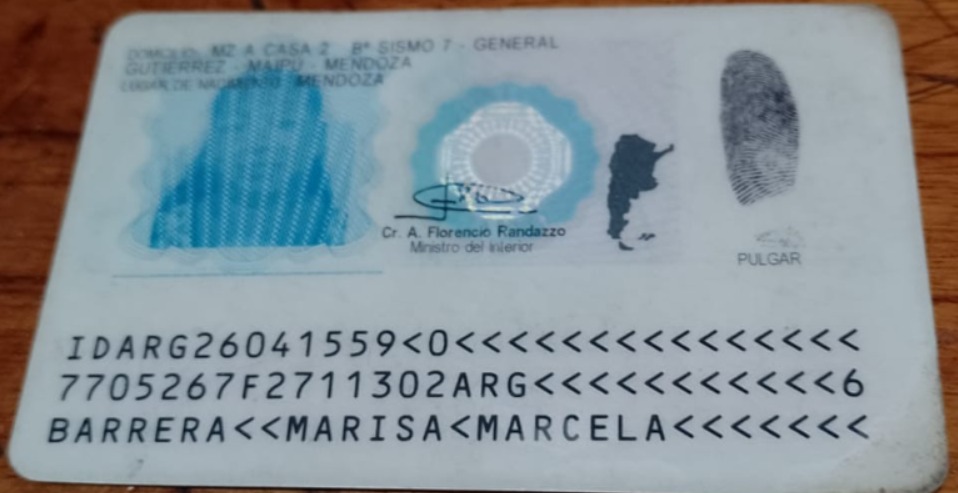 DOMICILIO: MZ A CASA 2 Bº SISMO 7 - GENERAL
GUTIERREZ - MAIPU - MENDOZA
LUGAR DE NACIMIENTO: MENDOZA
Cr. A. Florencio Randazzo
Ministro del Interior
PULGAR
IDARG26041559<0<<<<<<<<<<<<<<<
7705267F2711302ARG<<<<<<<<<<<6
BARRERA<<MARISA<MARCELA<<<<<<<